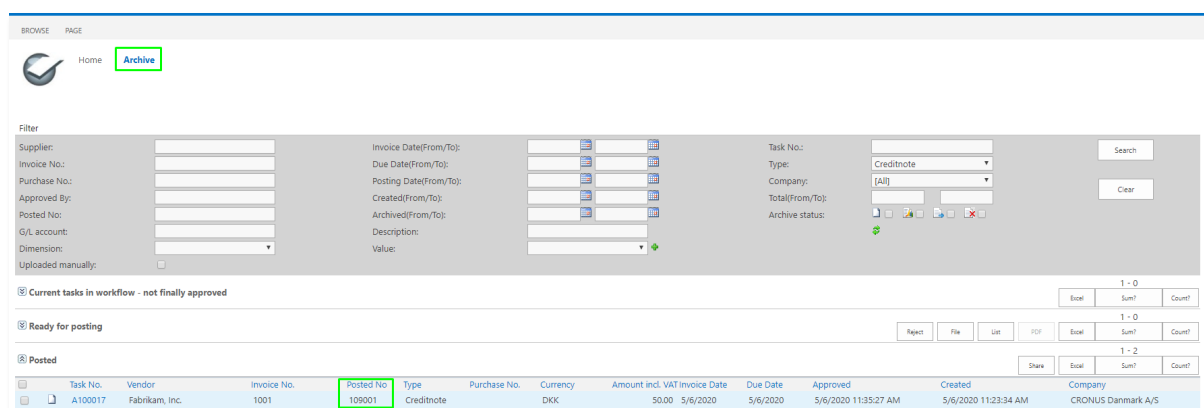 BROWSE PAGE
Home Archive
Filter
Supplier: Invoice Date(From/To): Task No.: Search
Invoice No.: Due Date(From/To): Type: Creditnote
Purchase No.: Posting Date(From/To): Company: [All]
Approved By: Created(From/To): Total(From/To): Clear
Posted No: Archived(From/To): Archive status:
G/L account: Description:
Dimension: Value:
Uploaded manually:
1 - 0
Current tasks in workflow - not finally approved Excel Sum? Count?
1 - 0
Ready for posting Reject File List PDF Excel Sum? Count?
1 - 2
Posted Share Excel Sum? Count?
Task No. Vendor Invoice No. Posted No Type Purchase No. Currency Amount incl. VAT Invoice Date Due Date Approved Created Company
A100017 Fabrikam, Inc. 1001 109001 Creditnote DKK 50.00 5/6/2020 5/6/2020 5/6/2020 11:35:27 AM 5/6/2020 11:23:34 AM CRONUS Danmark A/S